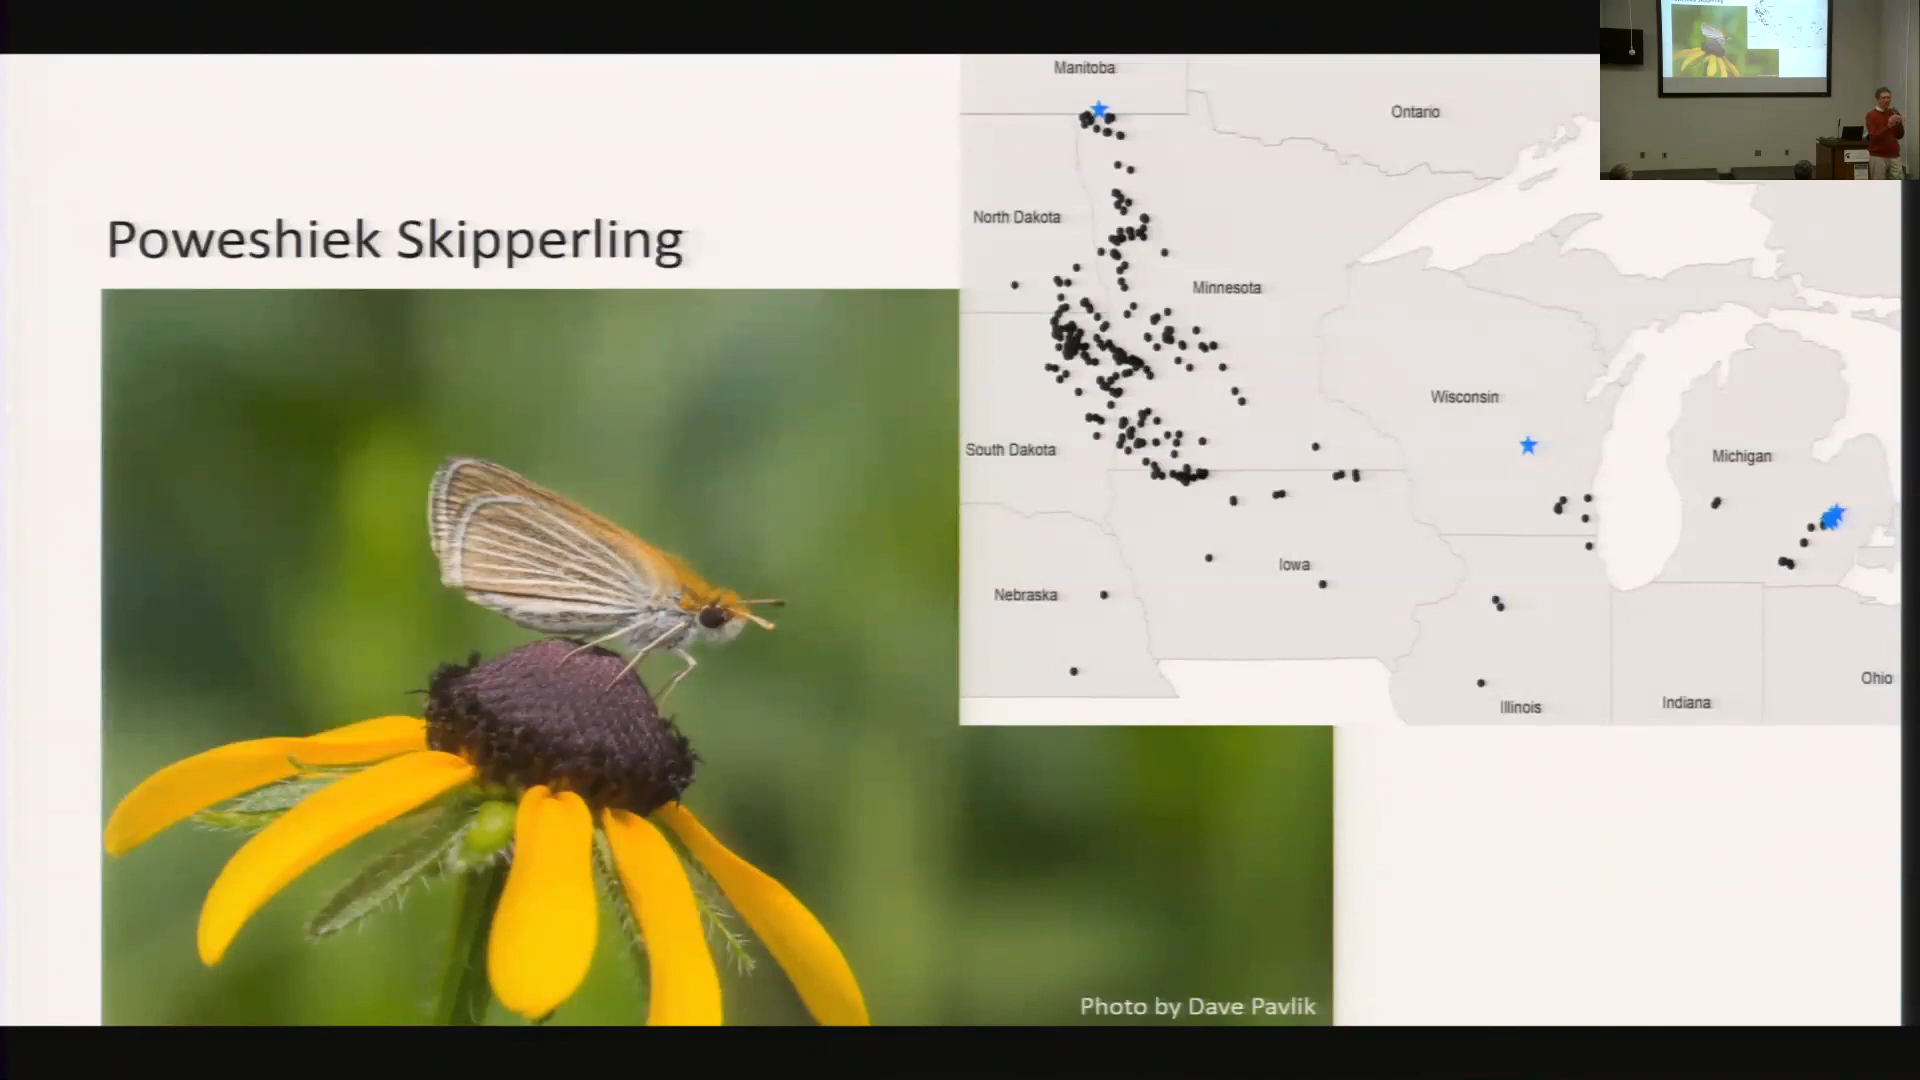 Poweshiek Skipperling
Manitoba
Ontario
North Dakota
Minnesota
Wisconsin
South Dakota
Michigan
Iowa
Nebraska
Illinois
Indiana
Ohio
Photo by Dave Pavlik